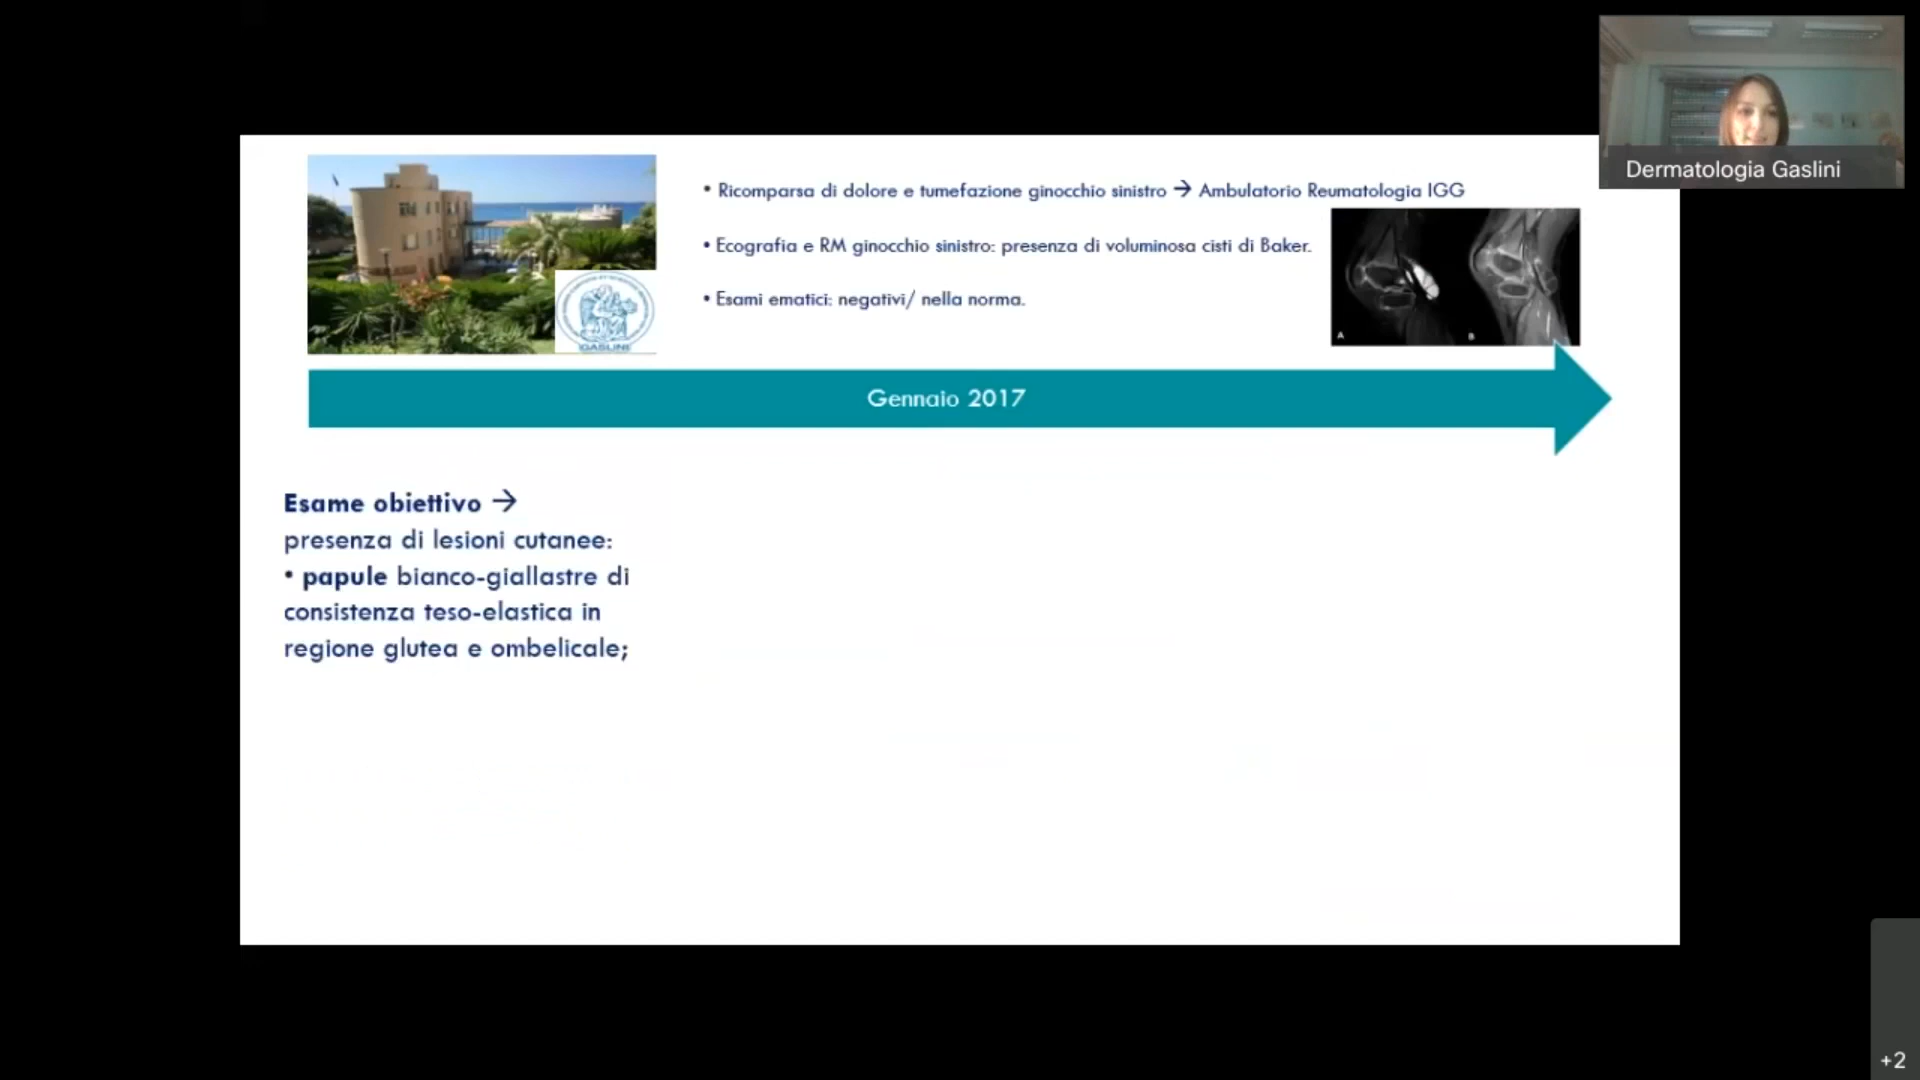 Dermatologia Gaslini
• Ricomparsa di dolore e tumefazione ginocchio sinistro → Ambulatorio Reumatologia IGG
• Ecografia e RM ginocchio sinistro: presenza di voluminosa cisti di Baker.
• Esami ematici: negativi/ nella norma.
A
B
GASLINI
Gennaio 2017
Esame obiettivo →
presenza di lesioni cutanee:
• papule bianco-giallastre di
consistenza teso-elastica in
regione glutea e ombelicale;
+2